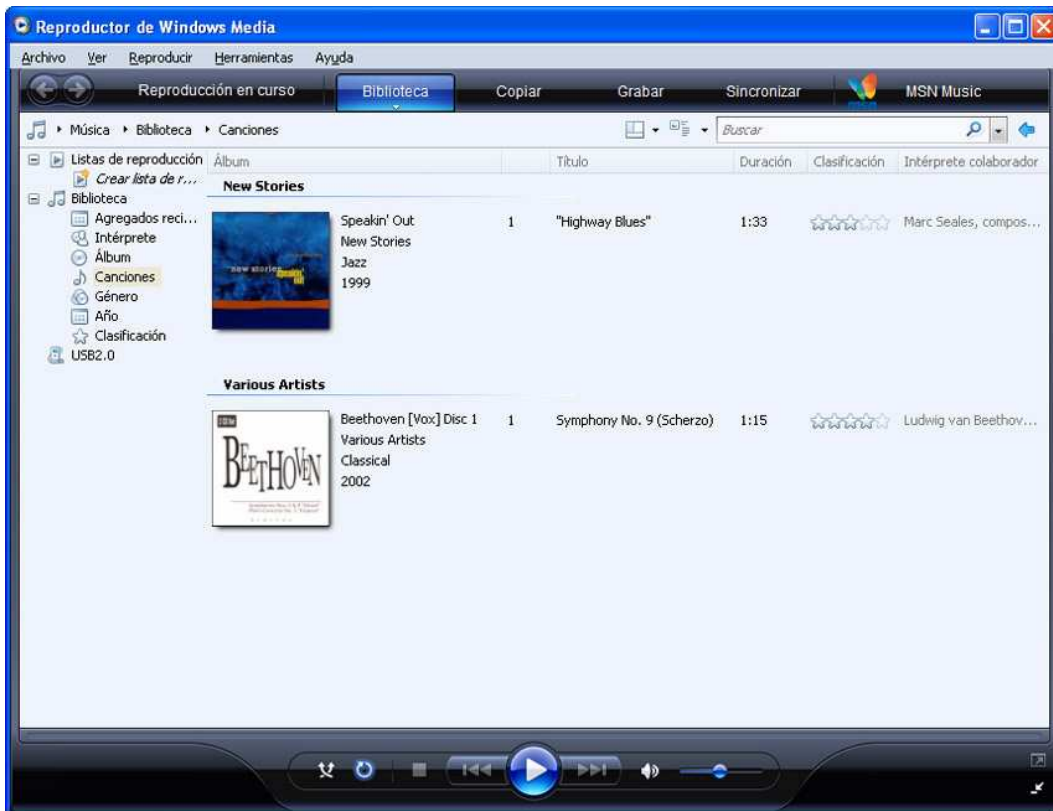 Reproductor de Windows Media
Archivo Ver Reproducir Herramientas Ayuda
Reproducción en curso Biblioteca Copiar Grabar Sincronizar MSN Music
Música Biblioteca Canciones Buscar
Listas de reproducción
Crear lista de r...
Biblioteca
Agregados reci...
Intérprete
Álbum
Canciones
Género
Año
Clasificación
USB2.0
Álbum Título Duración Clasificación Intérprete colaborador
New Stories
new stories speakin' out
Speakin' Out 1 "Highway Blues" 1:33 Marc Seales, compos...
New Stories
Jazz
1999
Various Artists
BEETHOVEN
Beethoven [Vox] Disc 1 1 Symphony No. 9 (Scherzo) 1:15 Ludwig van Beethov...
Various Artists
Classical
2002